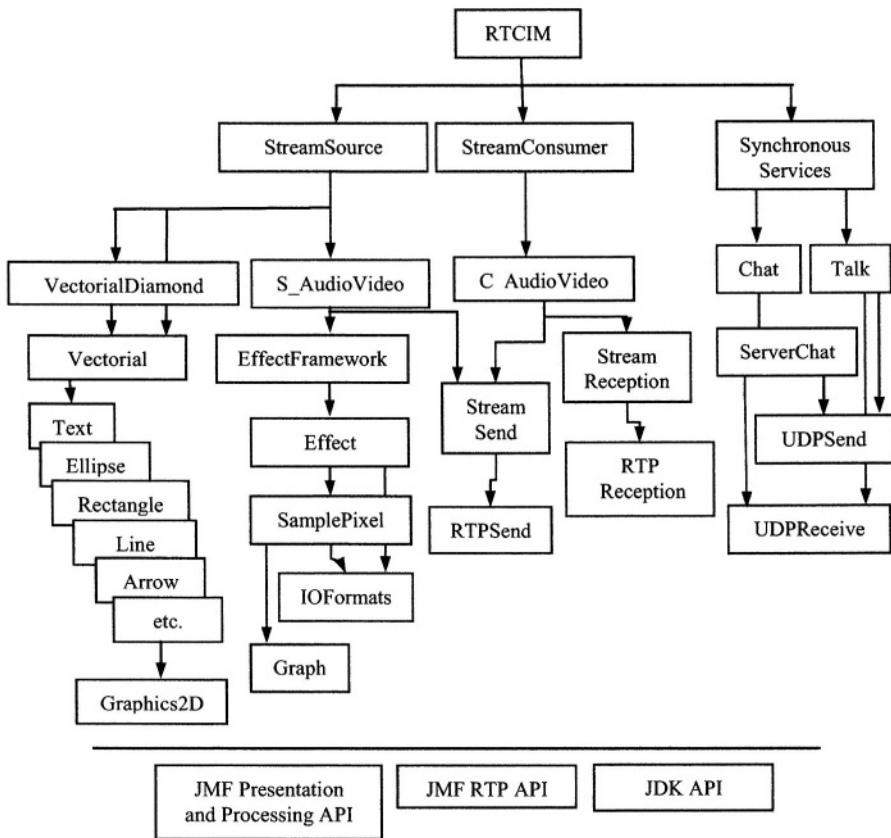 RTCIM
StreamSource
StreamConsumer
Synchronous
Services
VectorialDiamond
S_AudioVideo
C AudioVideo
Chat
Talk
Vectorial
EffectFramework
Stream
Reception
ServerChat
Text
Ellipse
Rectangle
Line
Arrow
etc.
Effect
Stream
Send
UDPSend
RTP
Reception
SamplePixel
RTPSend
UDPReceive
IOFormats
Graph
Graphics2D
JMF Presentation
and Processing API
JMF RTP API
JDK API